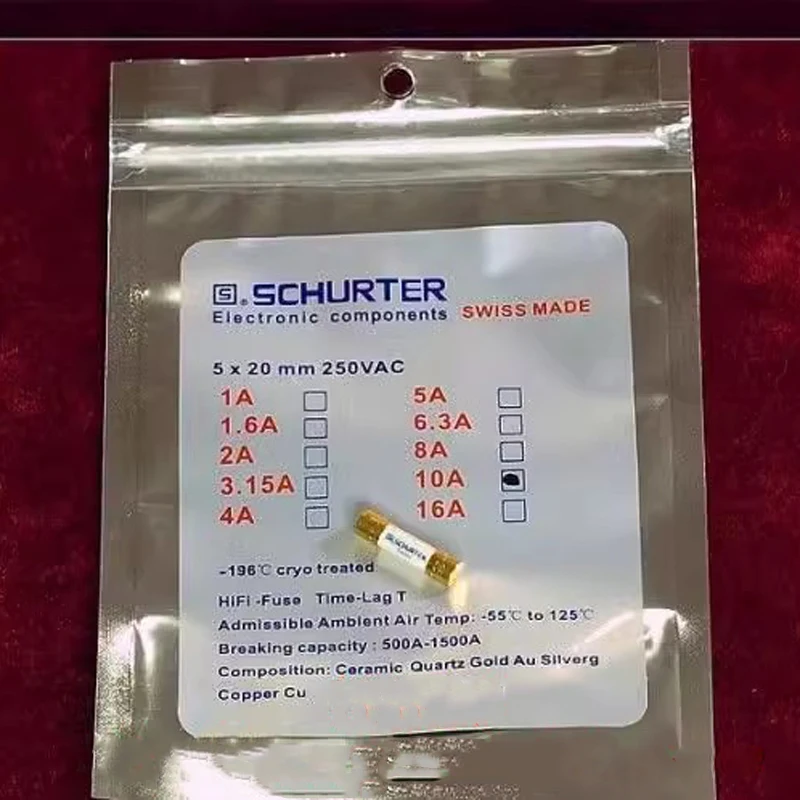 S ® SCHURTER
Electronic components SWISS MADE
5 x 20 mm 250VAC
1A 5A
1.6A 6.3A
2A 8A
3.15A 10A
4A 16A
SCHURTER
-196℃ cryo treated
HiFi -Fuse Time-Lag T
Admissible Ambient Air Temp: -55℃ to 125℃
Breaking capacity : 500A-1500A
Composition: Ceramic Quartz Gold Au Silverg
Copper Cu